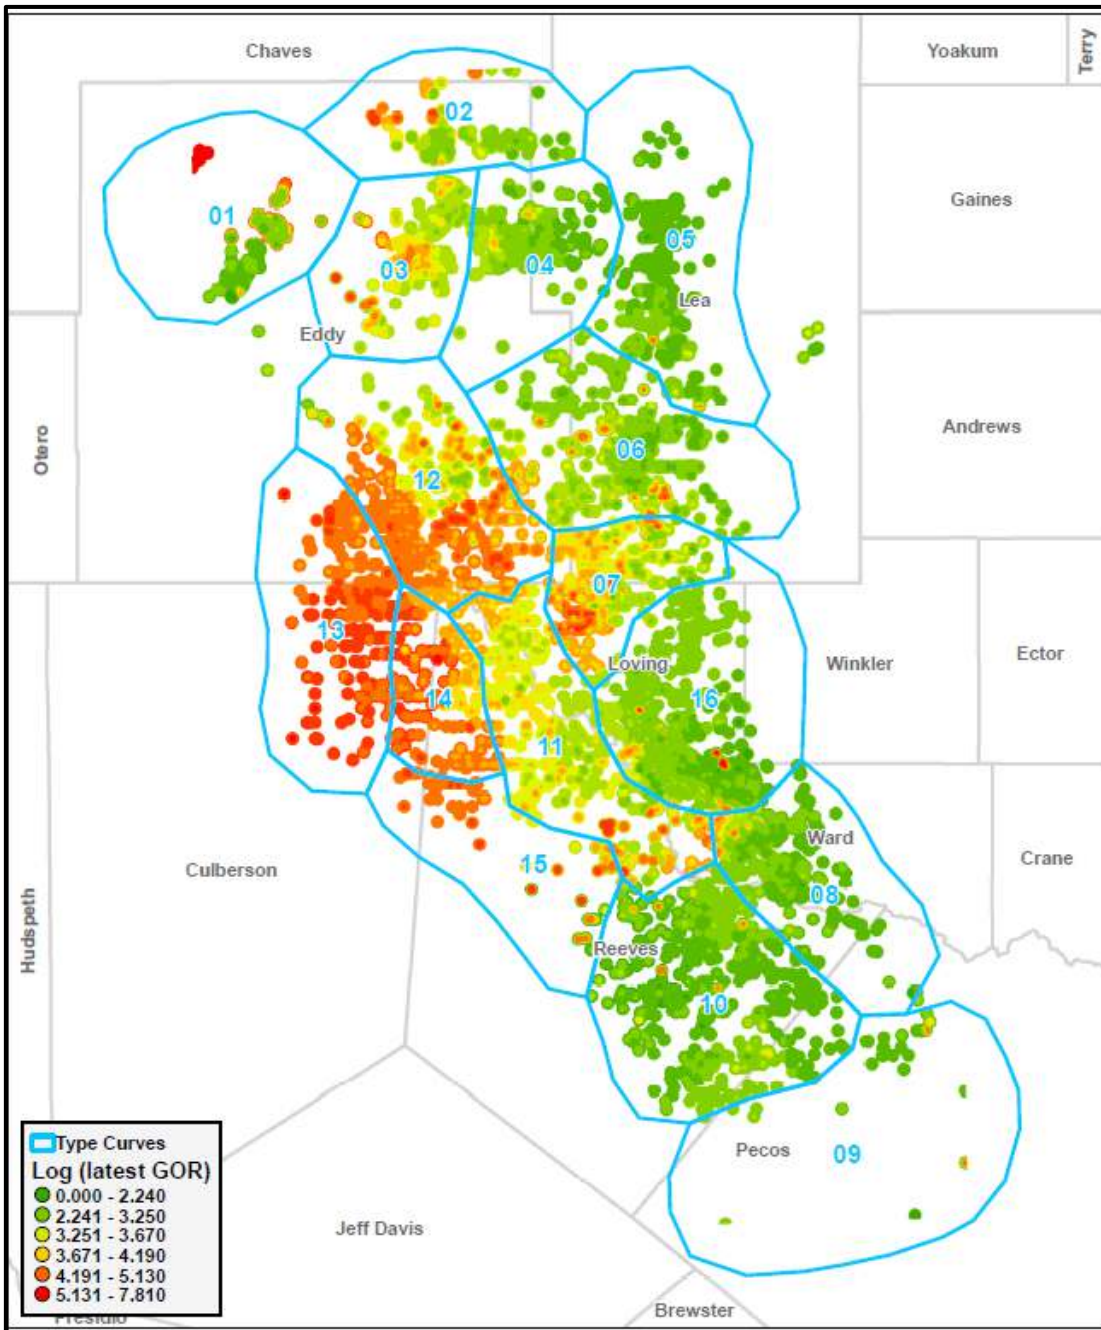 Chaves
Yoakum
Terry
02
01
Gaines
05
03
04
Lea
Eddy
Otero
Andrews
06
12
07
13
Loving
Winkler
Ector
14
16
11
Ward
Crane
15
Culberson
08
Hudspeth
Reeves
10
Pecos
09
Jeff Davis
Brewster
Type Curves
Log (latest GOR)
0.000 - 2.240
2.241 - 3.250
3.251 - 3.670
3.671 - 4.190
4.191 - 5.130
5.131 - 7.810
Presidio